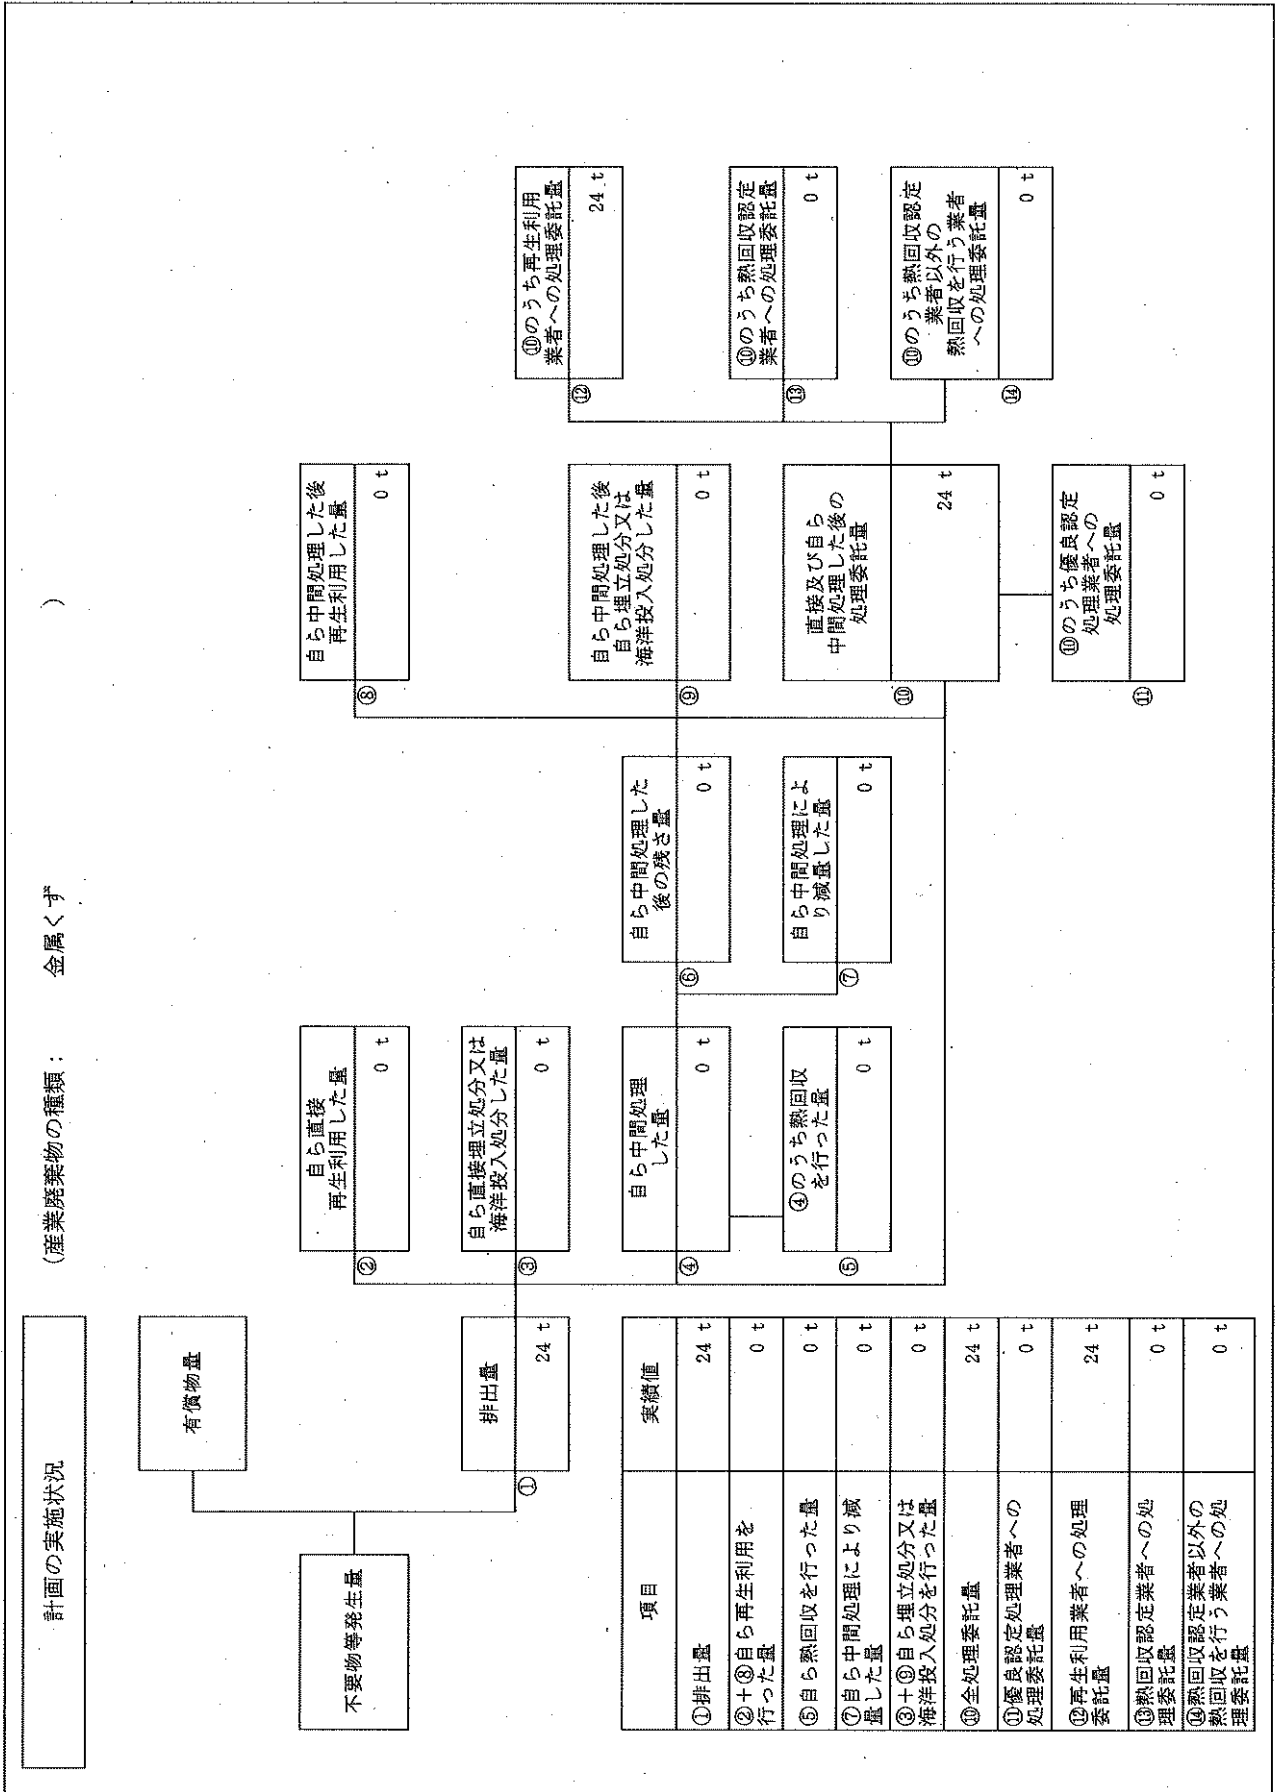 計画の実施状況
(産業廃棄物の種類： 金属くず )
不要物等発生量
有償物量
①
排出量
24 t
②
自ら直接
再生利用した量
0 t
③
自ら直接埋立処分又は
海洋投入処分した量
0 t
④
自ら中間処理
した量
0 t
⑤
④のうち熱回収
を行った量
0 t
⑥
自ら中間処理した
後の残さ量
0 t
⑦
自ら中間処理によ
り減量した量
0 t
⑧
自ら中間処理した後
再生利用した量
0 t
⑨
自ら中間処理した後
自ら埋立処分又は
海洋投入処分した量
0 t
⑩
直接及び自ら
中間処理した後の
処理委託量
24 t
⑪
⑩のうち優良認定
処理業者への
処理委託量
0 t
⑫
⑩のうち再生利用
業者への処理委託量
24 t
⑬
⑩のうち熱回収認定
業者への処理委託量
0 t
⑭
⑩のうち熱回収認定
業者以外の
熱回収を行う業者
への処理委託量
0 t
項目 実績値
①排出量 24 t
②+⑧自ら再生利用を
行った量 0 t
⑤自ら熱回収を行った量 0 t
⑦自ら中間処理により減
量した量 0 t
③+⑨自ら埋立処分又は
海洋投入処分を行った量 0 t
⑩全処理委託量 24 t
⑪優良認定処理業者への
処理委託量 0 t
⑫再生利用業者への処理
委託量 24 t
⑬熱回収認定業者への処
理委託量 0 t
⑭熱回収認定業者以外の
熱回収を行う業者への処
理委託量 0 t